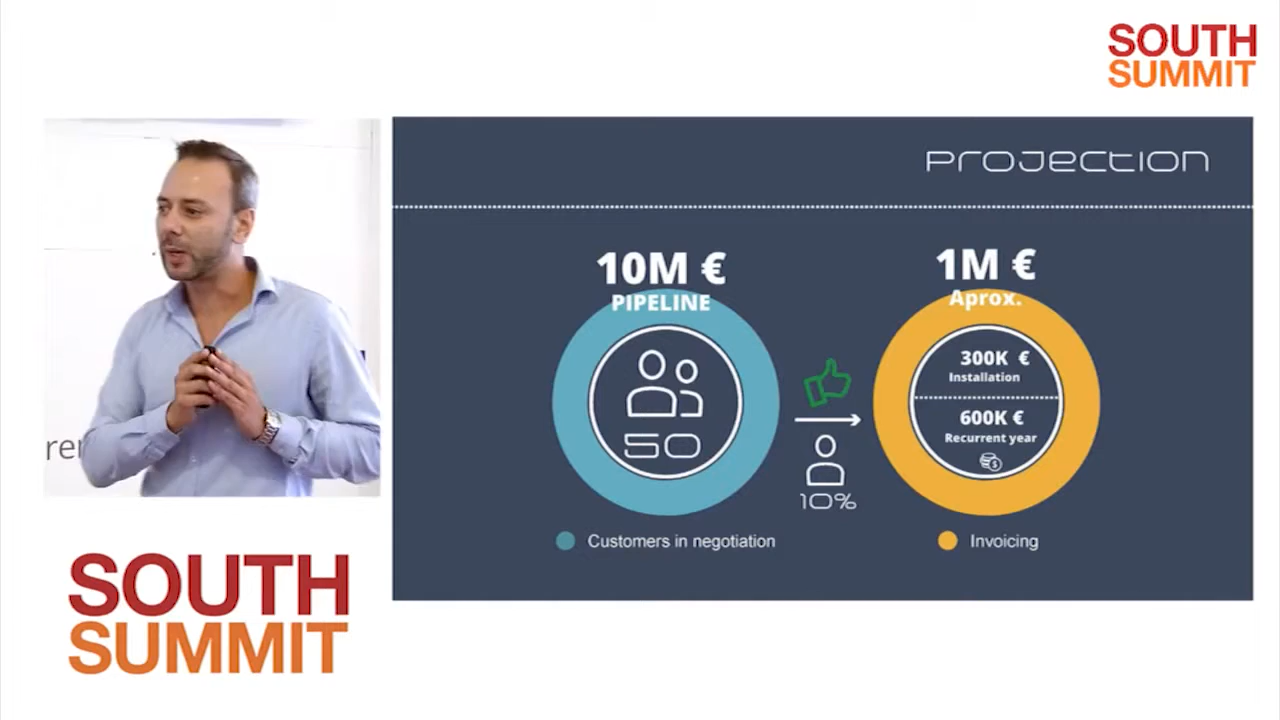 SOUTH
SUMMIT
PROJECTION
10M €
PIPELINE
50
Customers in negotiation
10%
1M €
Aprox.
300K €
Installation
600K €
Recurrent year
Invoicing
SOUTH
SUMMIT